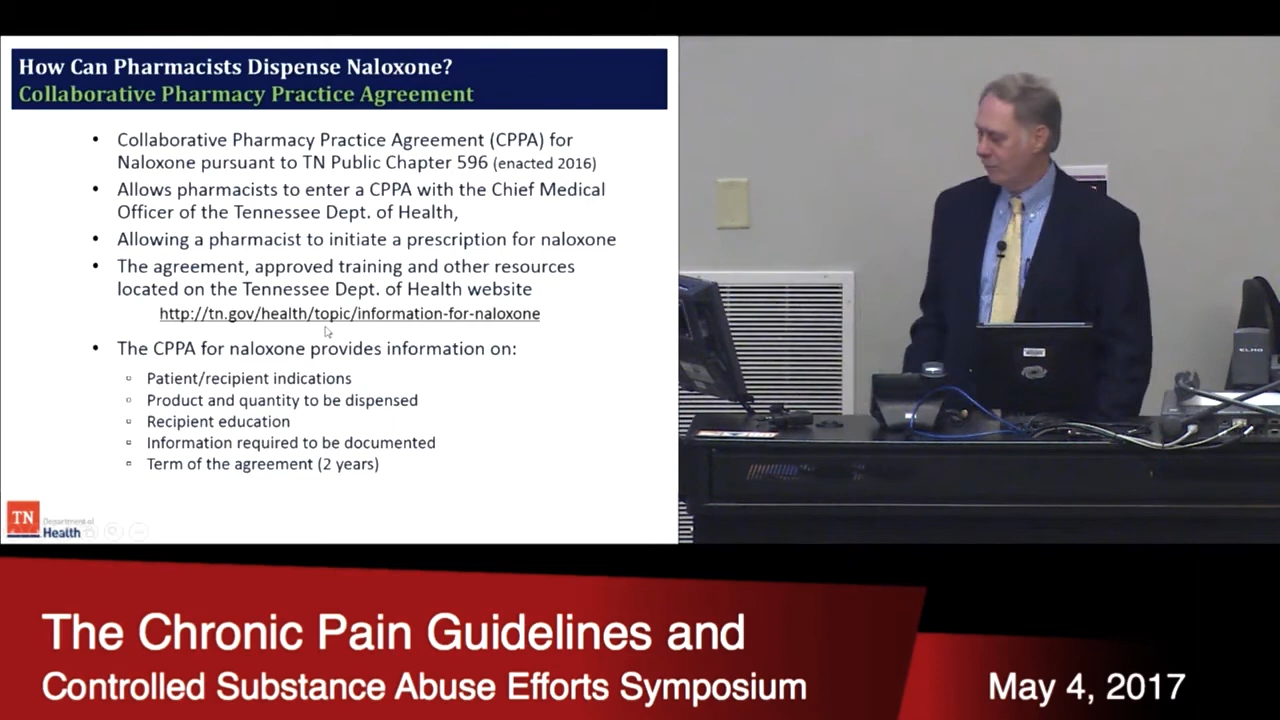 How Can Pharmacists Dispense Naloxone?
Collaborative Pharmacy Practice Agreement
• Collaborative Pharmacy Practice Agreement (CPPA) for
Naloxone pursuant to TN Public Chapter 596 (enacted 2016)
• Allows pharmacists to enter a CPPA with the Chief Medical
Officer of the Tennessee Dept. of Health,
• Allowing a pharmacist to initiate a prescription for naloxone
• The agreement, approved training and other resources
located on the Tennessee Dept. of Health website
http://tn.gov/health/topic/information-for-naloxone
• The CPPA for naloxone provides information on:
▫ Patient/recipient indications
▫ Product and quantity to be dispensed
▫ Recipient education
▫ Information required to be documented
▫ Term of the agreement (2 years)
TN
Department of
Health
ELMO
The Chronic Pain Guidelines and
Controlled Substance Abuse Efforts Symposium
May 4, 2017